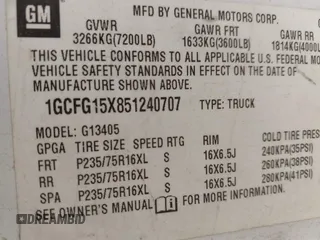 GM
MFD BY GENERAL MOTORS CORP.
GVWR GAWR FRT GAWR RR
3266KG(7200LB) 1633KG(3600LB) 1814KG(4000L
THIS VEHICLE CONFORMS TO ALL APPLICABLE U.S. FEDERAL MOTO
VEHICLE SAFETY STANDARDS IN EFFECT ON THE DATE OF
MANUFACTURE SHOWN ABOVE.
1GCFG15X851240707 TYPE: TRUCK
MODEL: G13405
GPGA TIRE SIZE SPEED RTG RIM COLD TIRE PRES
FRT P235/75R16XL S 16X6.5J 240KPA(35PSI)
RR P235/75R16XL S 16X6.5J 260KPA(38PSI)
SPA P235/75R16XL S 16X6.5J 280KPA(41PSI)
SEE OWNER'S MANUAL FOR MORE INFORMATION.
DIDIWRECK